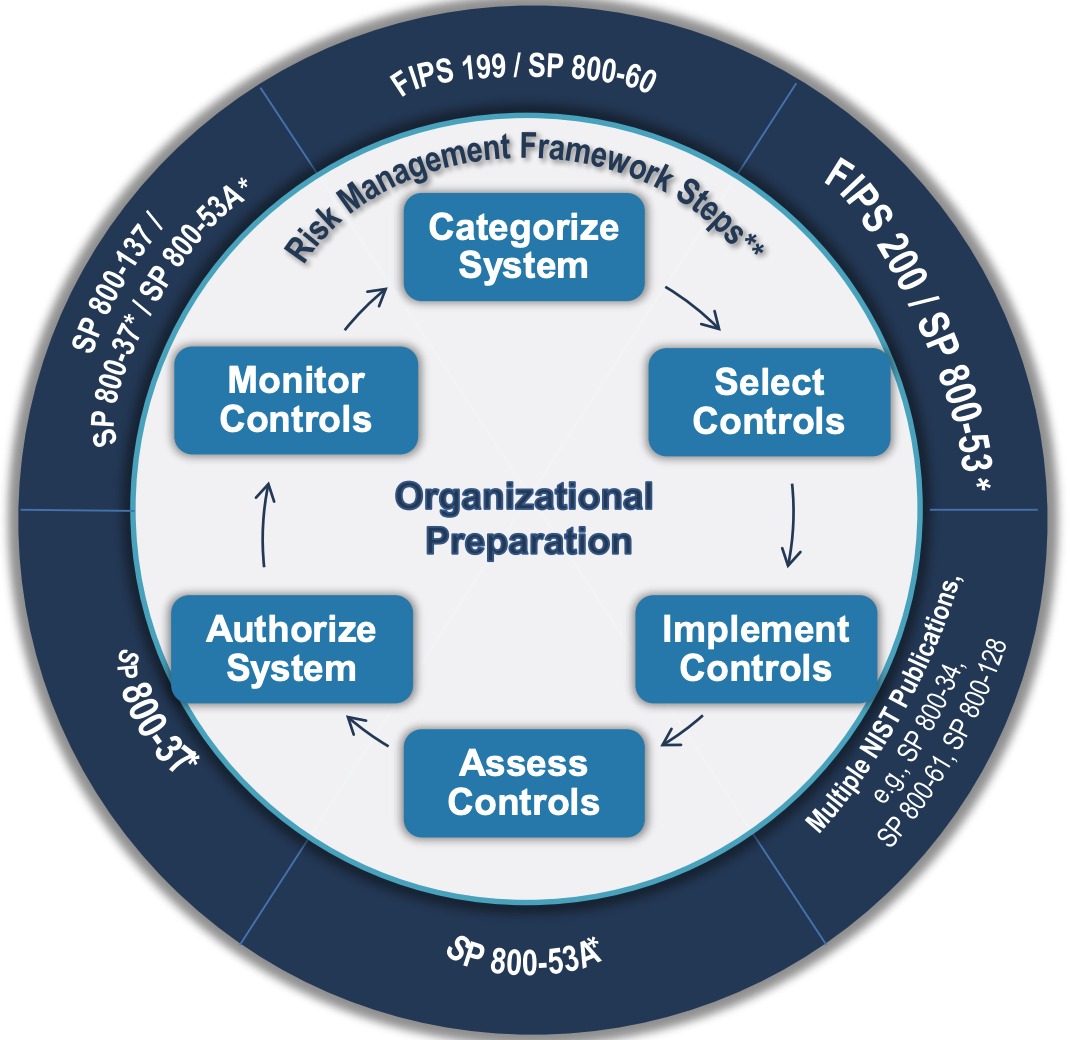 FIPS 199 / SP 800-60
Risk Management Framework Steps**
Categorize
System
FIPS 200 / SP 800-53*
Select
Controls
Multiple NIST Publications,
e.g., SP 800-34,
SP 800-61, SP 800-128
Implement
Controls
SP 800-53A*
Assess
Controls
SP 800-37*
Authorize
System
SP 800-137 /
SP 800-37* / SP 800-53A*
Monitor
Controls
Organizational
Preparation